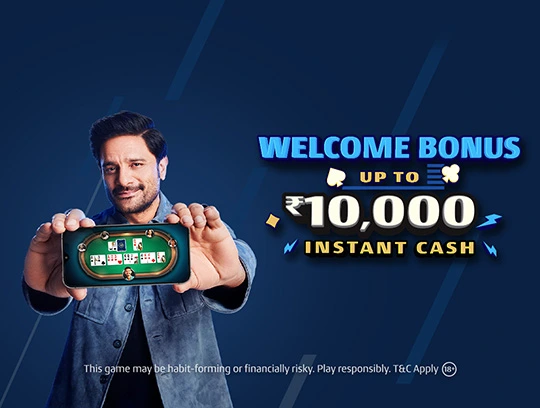 WELCOME BONUS
UP TO
₹10,000
INSTANT CASH
This game may be habit-forming or financially risky. Play responsibly. T&C Apply 18+